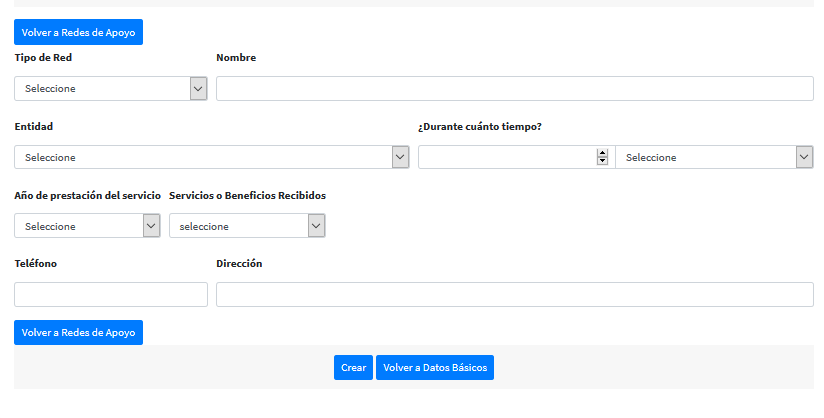 Volver a Redes de Apoyo
Tipo de Red Nombre
Seleccione
Entidad ¿Durante cuánto tiempo?
Seleccione Seleccione
Año de prestación del servicio Servicios o Beneficios Recibidos
Seleccione seleccione
Teléfono Dirección
Volver a Redes de Apoyo
Crear Volver a Datos Básicos